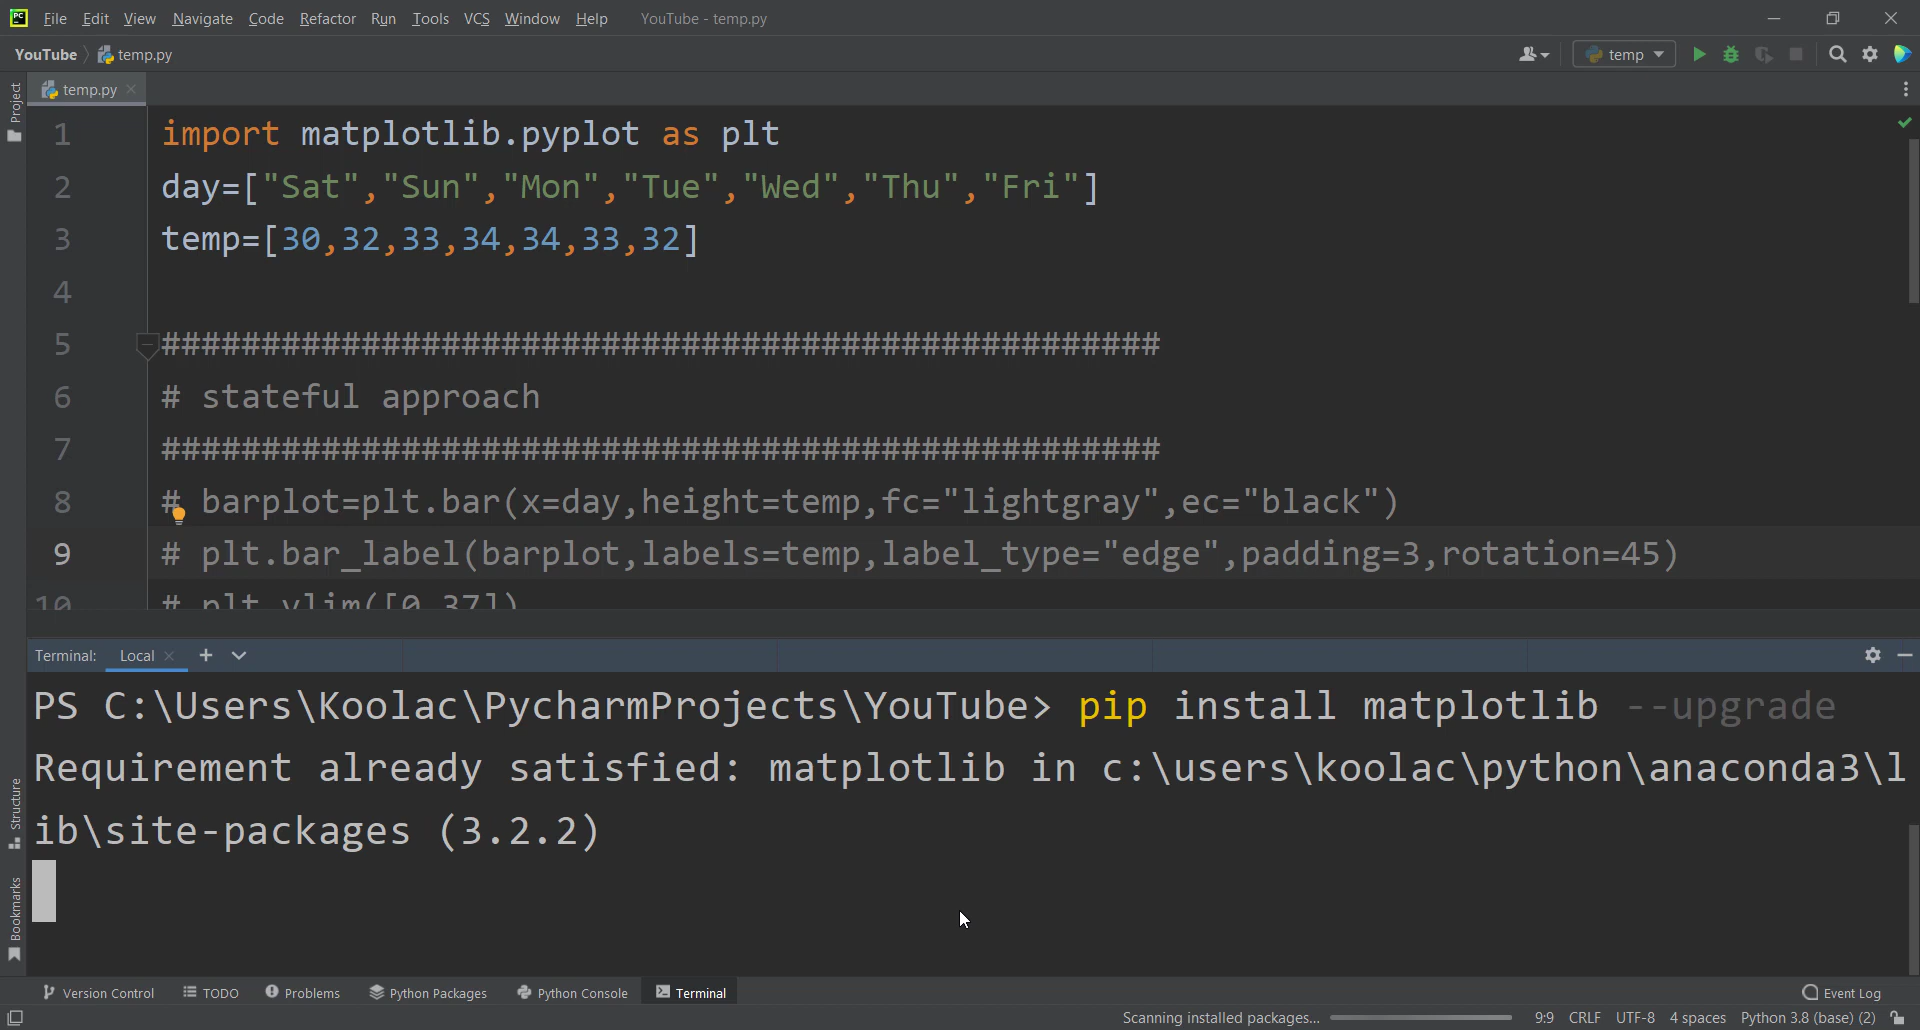 File Edit View Navigate Code Refactor Run Tools VCS Window Help YouTube - temp.py
YouTube temp.py
temp
temp.py
Project
1 import matplotlib.pyplot as plt
2 day=["Sat","Sun","Mon","Tue","Wed","Thu","Fri"]
3 temp=[30,32,33,34,34,33,32]
4
5 ##################################################
6 # stateful approach
7 ##################################################
8 # barplot=plt.bar(x=day,height=temp,fc="lightgray",ec="black")
9 # plt.bar_label(barplot,labels=temp,label_type="edge",padding=3,rotation=45)
10 # plt.ylim([0,37])
Terminal: Local
PS C:\Users\Koolac\PycharmProjects\YouTube> pip install matplotlib --upgrade
Requirement already satisfied: matplotlib in c:\users\koolac\python\anaconda3\l
ib\site-packages (3.2.2)
Structure
Bookmarks
Version Control TODO Problems Python Packages Python Console Terminal Event Log
Scanning installed packages... 9:9 CRLF UTF-8 4 spaces Python 3.8 (base) (2)